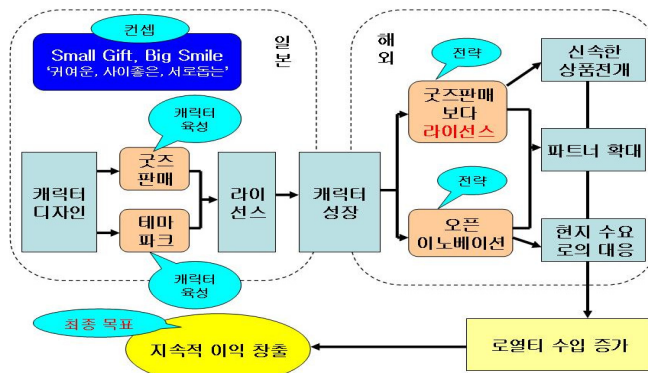 컨셉
Small Gift, Big Smile
‘귀여운, 사이좋은, 서로돕는’
일본
해외
캐릭터
육성
캐릭터
디자인
굿즈
판매
테마
파크
캐릭터
육성
라이
선스
캐릭터
성장
전략
굿즈판매
보다
라이선스
전략
오픈
이노베이션
신속한
상품전개
파트너 확대
현지 수요
로의 대응
최종 목표
지속적 이익 창출
로열티 수입 증가